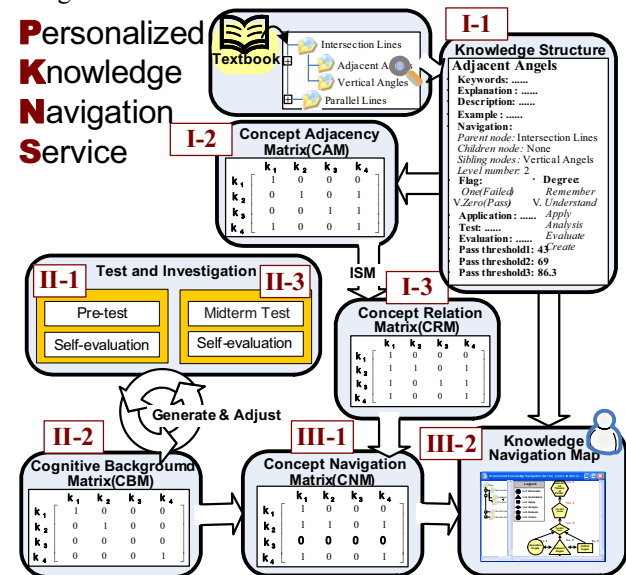 Personalized
Knowledge
Navigation
Service
Textbook
Intersection Lines
Adjacent
Vertical Angles
Parallel Lines
I-1
Knowledge Structure
Adjacent Angels
Keywords: ......
Explanation : ......
Description: ......
Example : ......
Navigation:
Parent node: Intersection Lines
Children node: None
Sibling nodes: Vertical Angels
Level number: 2
Flag:
One(Failed)
V.Zero(Pass)
Degree:
Remember
V. Understand
Apply
Analysis
Evaluate
Create
Application : ......
Test: ......
Evaluation: ......
Pass threshold1: 43
Pass threshold2: 69
Pass threshold3: 86.3
I-2
Concept Adjacency
Matrix(CAM)
k1 k2 k3 k4
k1 1 0 0 0
k2 0 1 0 1
k3 0 0 1 1
k4 0 0 0 1
ISM
II-1
Test and Investigation
II-3
Pre-test
Self-evaluation
Midterm Test
Self-evaluation
I-3
Concept Relation
Matrix(CRM)
k1 k2 k3 k4
k1 1 0 0 0
k2 1 1 0 1
k3 1 0 1 1
k4 1 0 0 1
Generate & Adjust
II-2
Cognitive Background
Matrix(CBM)
k1 k2 k3 k4
k1 1 0 0 0
k2 0 1 0 0
k3 0 0 0 0
k4 0 0 0 1
III-1
Concept Navigation
Matrix(CNM)
k1 k2 k3 k4
k1 1 0 0 0
k2 1 1 0 1
k3 0 0 0 0
k4 1 0 0 1
III-2
Knowledge
Navigation Map
Legend